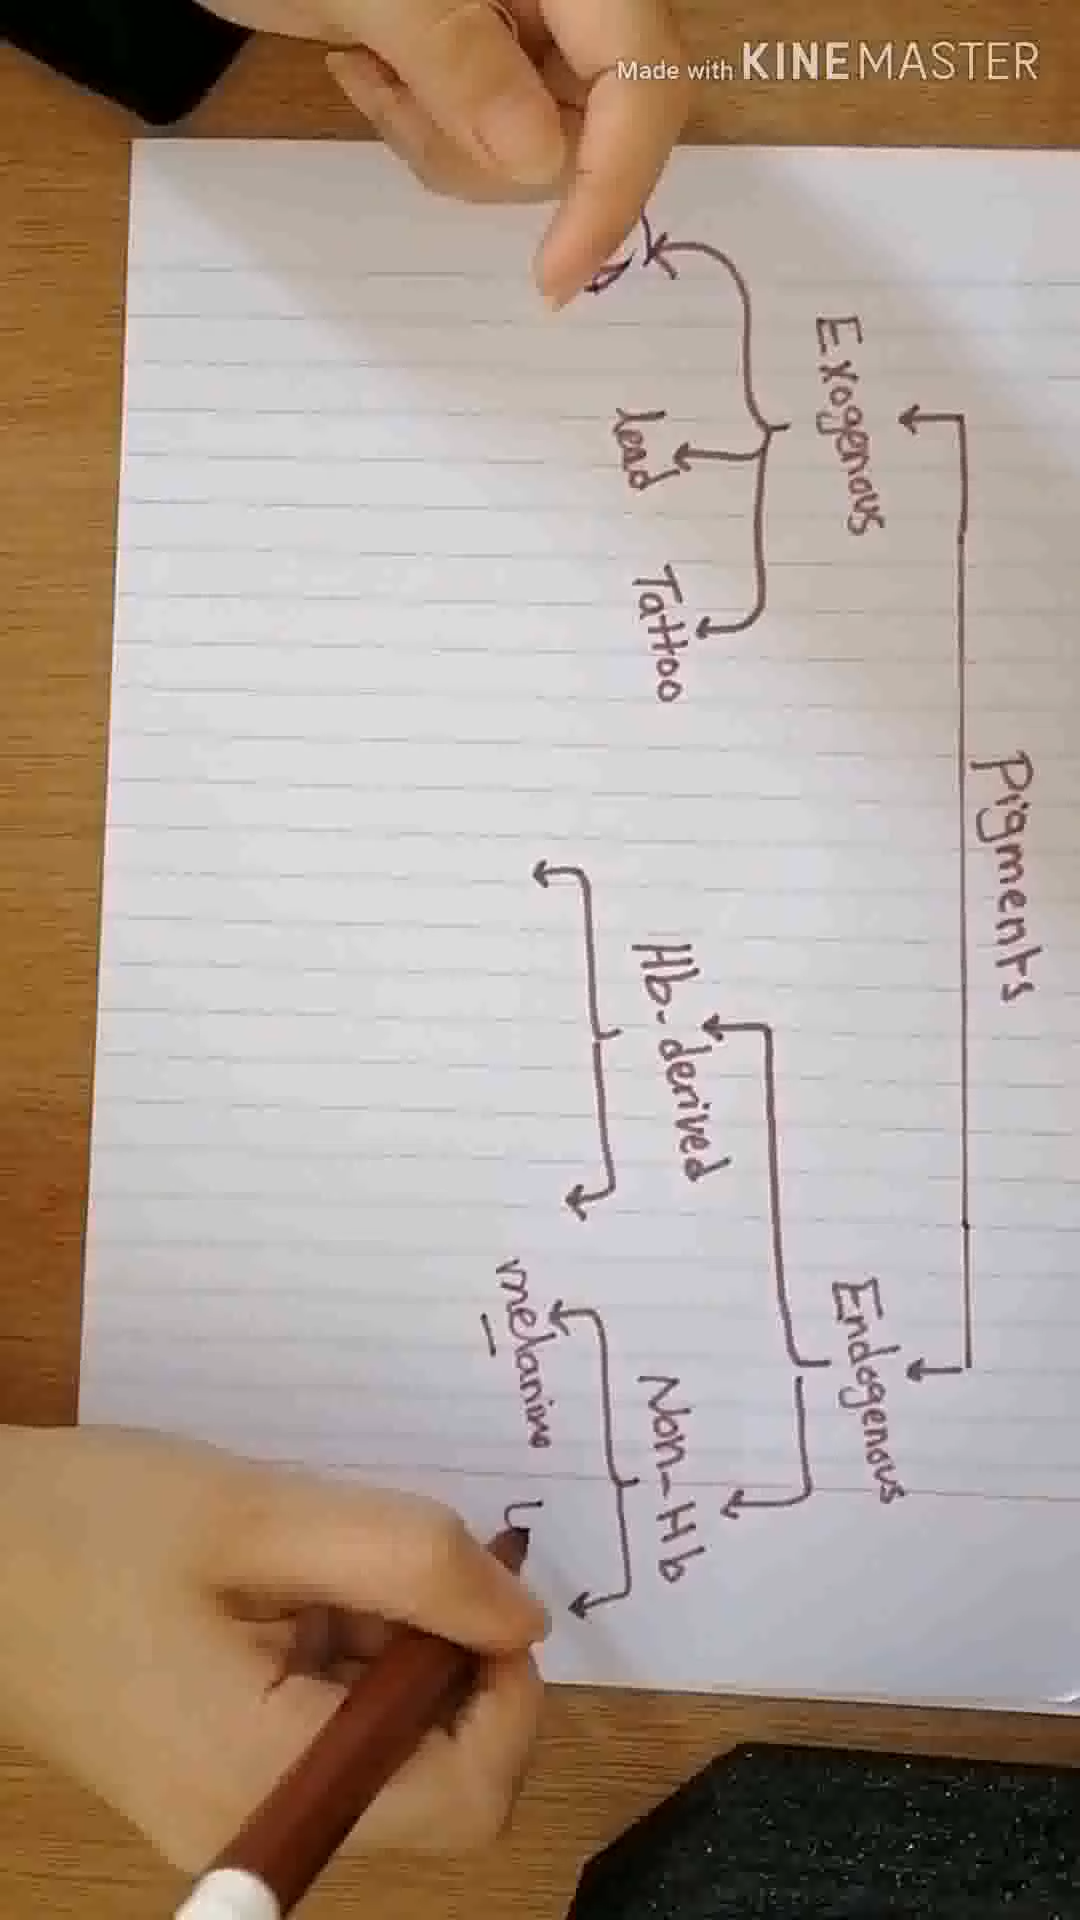 Made with KINEMASTER
Pigments
Exogenous
Endogenous
lead
Tattoo
Hb-derived
Non-Hb
melanine